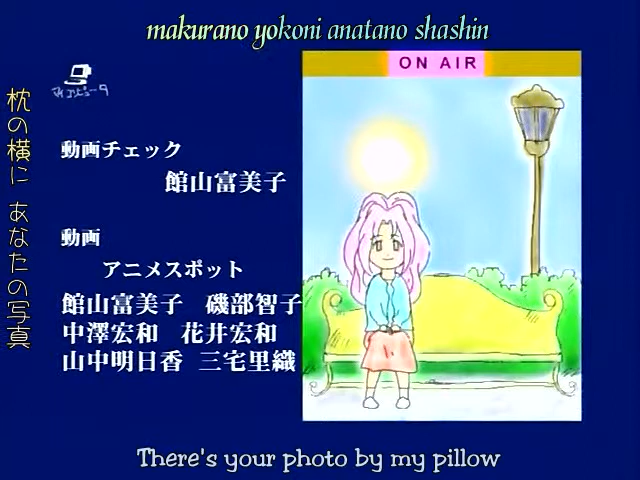 makurano yokoni anatano shashin
ON AIR
枕の横に あなたの写真
動画チェック
館山富美子
動画
アニメスポット
館山富美子 磯部智子
中澤宏和 花井宏和
山中明日香 三宅里織
There's your photo by my pillow